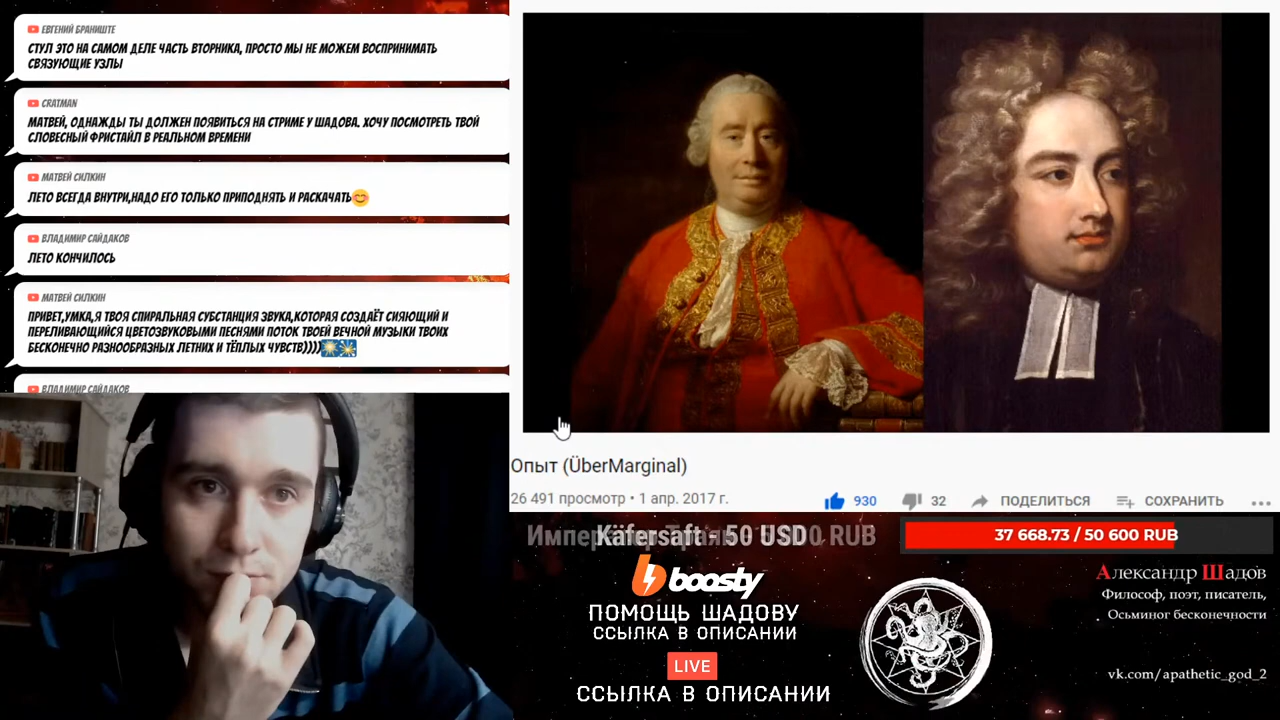 ЕВГЕНИЙ БРАНИШТЕ
СТУЛ ЭТО НА САМОМ ДЕЛЕ ЧАСТЬ ВТОРНИКА, ПРОСТО МЫ НЕ МОЖЕМ ВОСПРИНИМАТЬ
СВЯЗУЮЩИЕ УЗЛЫ
CRATMAN
МАТВЕЙ, ОДНАЖДЫ ТЫ ДОЛЖЕН ПОЯВИТЬСЯ НА СТРИМЕ У ШАДОВА. ХОЧУ ПОСМОТРЕТЬ ТВОЙ
СЛОВЕСНЫЙ ФРИСТАЙЛ В РЕАЛЬНОМ ВРЕМЕНИ
МАТВЕЙ СИЛКИН
ЛЕТО ВСЕГДА ВНУТРИ,НАДО ЕГО ТОЛЬКО ПРИПОДНЯТЬ И РАСКАЧАТЬ😊
ВЛАДИМИР САЙДАКОВ
ЛЕТО КОНЧИЛОСЬ
МАТВЕЙ СИЛКИН
ПРИВЕТ,УМКА,Я ТВОЯ СПИРАЛЬНАЯ СУБСТАНЦИЯ ЗВУКА,КОТОРАЯ СОЗДАЁТ СИЯЮЩИЙ И
ПЕРЕЛИВАЮЩИЙСЯ ЦВЕТОЗВУКОВЫМИ ПЕСНЯМИ ПОТОК ТВОЕЙ ВЕЧНОЙ МУЗЫКИ ТВОИХ
БЕСКОНЕЧНО РАЗНООБРАЗНЫХ ЛЕТНИХ И ТЁПЛЫХ ЧУВСТВ))))🎇🎇
ВЛАДИМИР САЙДАКОВ
Опыт (ÜberMarginal)
26 491 просмотр • 1 апр. 2017 г.
930
32
ПОДЕЛИТЬСЯ
СОХРАНИТЬ
Käfersaft - 50 USD
RUB
37 668.73 / 50 600 RUB
boosty
ПОМОЩЬ ШАДОВУ
ССЫЛКА В ОПИСАНИИ
LIVE
ССЫЛКА В ОПИСАНИИ
Александр Шадов
Философ, поэт, писатель,
Осьминог бесконечности
vk.com/apathetic_god_2